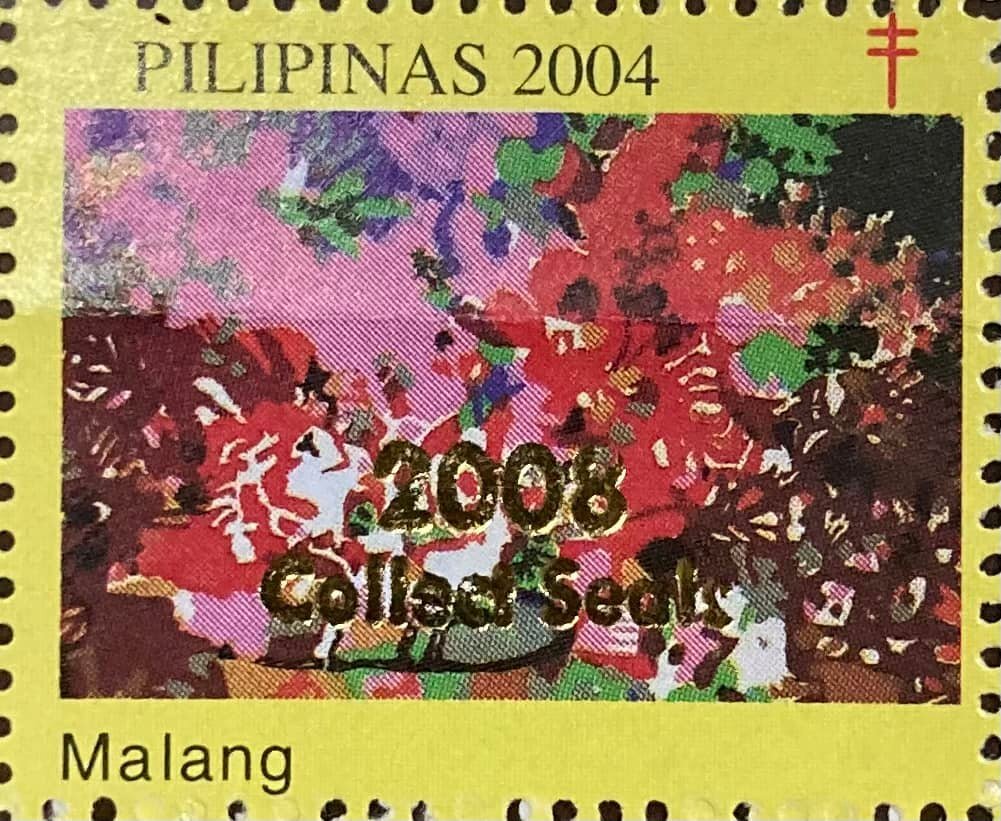 PILIPINAS 2004
2008
Collect Seals
Malang